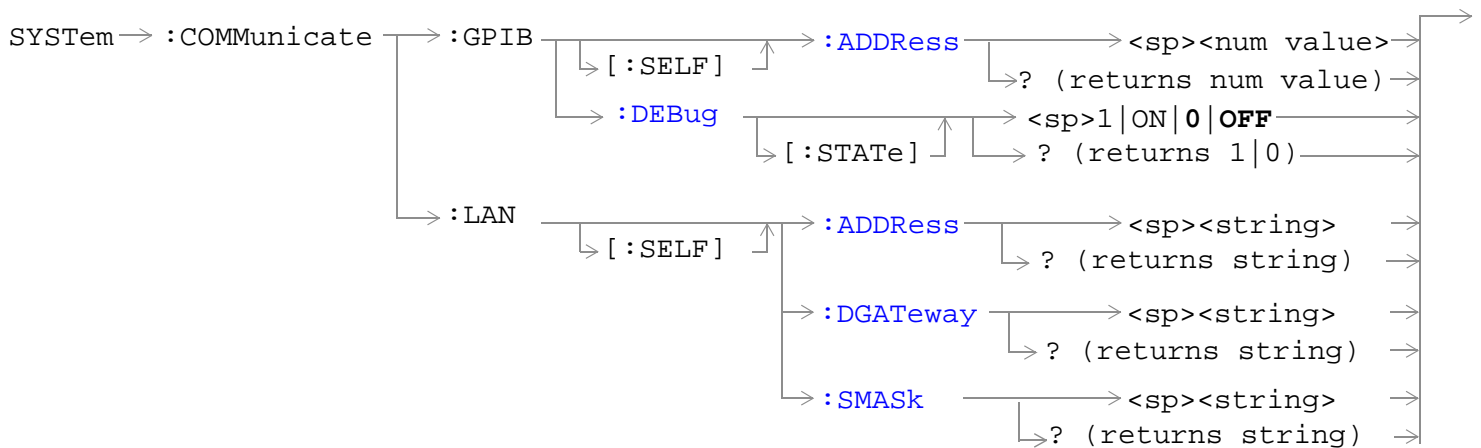 SYSTem :COMMunicate :GPIB :ADDRess <sp><num value>
[:SELF] ? (returns num value)
:DEBug <sp>1|ON|0|OFF
[:STATe] ? (returns 1|0)
:LAN :ADDRess <sp><string>
[:SELF] ? (returns string)
:DGATeway <sp><string>
? (returns string)
:SMASk <sp><string>
? (returns string)